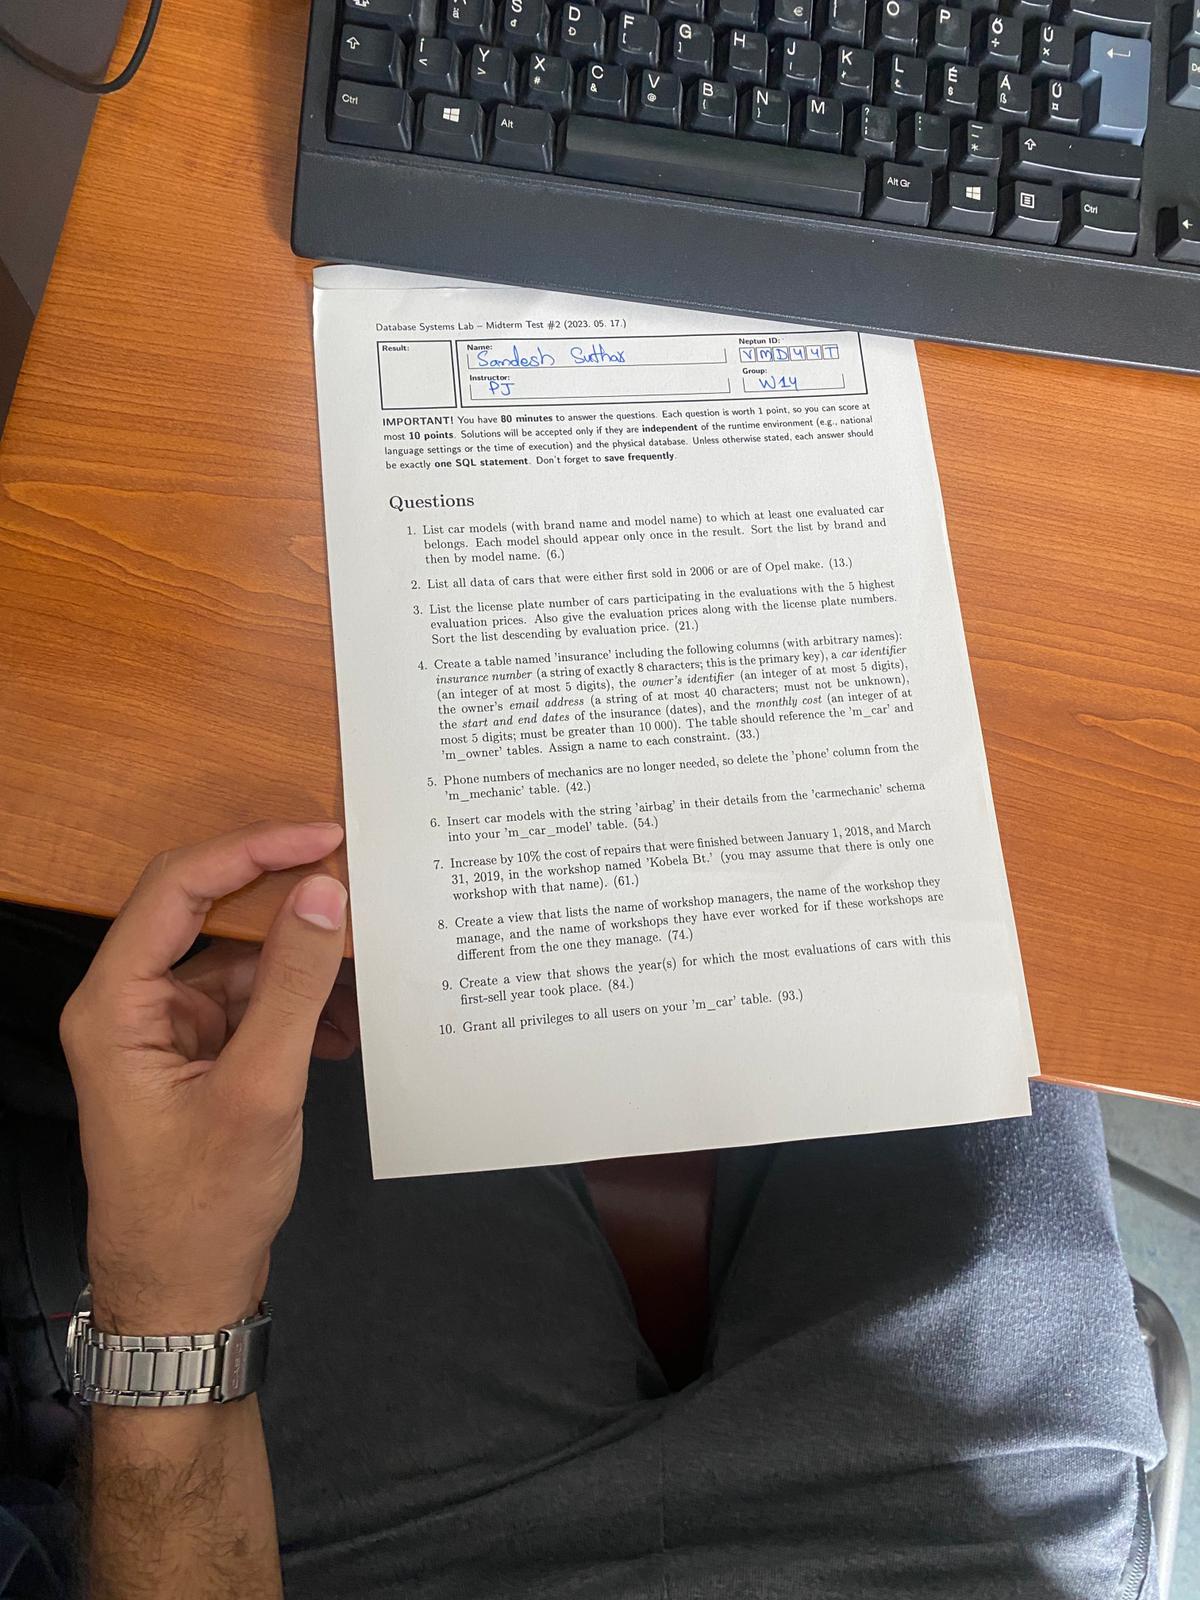 Database Systems Lab – Midterm Test #2 (2023. 05. 17.)
Result:
Name:
Sandesh Suthar
Neptun ID:
VMD44T
Instructor:
PJ
Group:
W14
IMPORTANT! You have 80 minutes to answer the questions. Each question is worth 1 point, so you can score at
most 10 points. Solutions will be accepted only if they are independent of the runtime environment (e.g., national
language settings or the time of execution) and the physical database. Unless otherwise stated, each answer should
be exactly one SQL statement. Don't forget to save frequently.
Questions
1. List car models (with brand name and model name) to which at least one evaluated car
belongs. Each model should appear only once in the result. Sort the list by brand and
then by model name. (6.)
2. List all data of cars that were either first sold in 2006 or are of Opel make. (13.)
3. List the license plate number of cars participating in the evaluations with the 5 highest
evaluation prices. Also give the evaluation prices along with the license plate numbers.
Sort the list descending by evaluation price. (21.)
4. Create a table named 'insurance' including the following columns (with arbitrary names):
insurance number (a string of exactly 8 characters; this is the primary key), a car identifier
(an integer of at most 5 digits), the owner's identifier (an integer of at most 5 digits),
the owner's email address (a string of at most 40 characters; must not be unknown),
the start and end dates of the insurance (dates), and the monthly cost (an integer of at
most 5 digits; must be greater than 10 000). The table should reference the 'm_car' and
'm_owner' tables. Assign a name to each constraint. (33.)
5. Phone numbers of mechanics are no longer needed, so delete the 'phone' column from the
'm_mechanic' table. (42.)
6. Insert car models with the string 'airbag' in their details from the 'carmechanic' schema
into your 'm_car_model' table. (54.)
7. Increase by 10% the cost of repairs that were finished between January 1, 2018, and March
31, 2019, in the workshop named 'Kobela Bt.' (you may assume that there is only one
workshop with that name). (61.)
8. Create a view that lists the name of workshop managers, the name of the workshop they
manage, and the name of workshops they have ever worked for if these workshops are
different from the one they manage. (74.)
9. Create a view that shows the year(s) for which the most evaluations of cars with this
first-sell year took place. (84.)
10. Grant all privileges to all users on your 'm_car' table. (93.)
S D F G H J K L É Á Ű
Í Y X C V B N M
O P Ő Ú
Ctrl Alt Alt Gr Ctrl